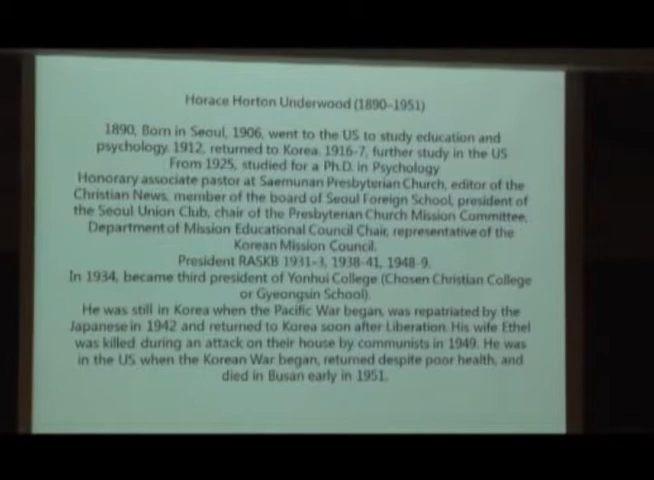 Horace Horton Underwood (1890-1951)
1890, Born in Seoul, 1906, went to the US to study education and
psychology. 1912, returned to Korea. 1916-7, further study in the US
From 1925, studied for a Ph.D. in Psychology
Honorary associate pastor at Saemunan Presbyterian Church, editor of the
Christian News, member of the board of Seoul Foreign School, president of
the Seoul Union Club, chair of the Presbyterian Church Mission Committee,
Department of Mission Educational Council Chair, representative of the
Korean Mission Council.
President RASKB 1931-3, 1938-41, 1948-9.
In 1934, became third president of Yonhui College (Chosen Christian College
or Gyeongsin School).
He was still in Korea when the Pacific War began, was repatriated by the
Japanese in 1942 and returned to Korea soon after Liberation. His wife Ethel
was killed during an attack on their house by communists in 1949. He was
in the US when the Korean War began, returned despite poor health, and
died in Busan early in 1951.